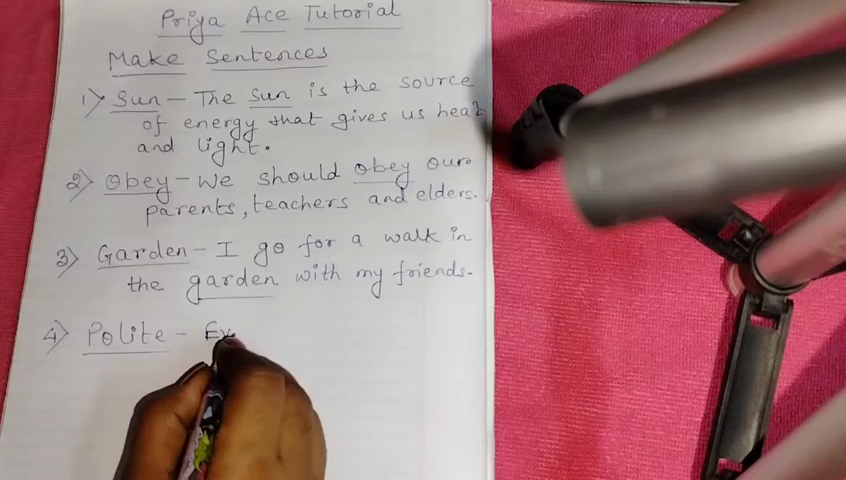 Priya Ace Tutorial
Make Sentences
1) Sun - The sun is the source
of energy that gives us heat
and light.
2) Obey - We should obey our
parents, teachers and elders.
3) Garden - I go for a walk in
the garden with my friends.
4) Polite - Ev